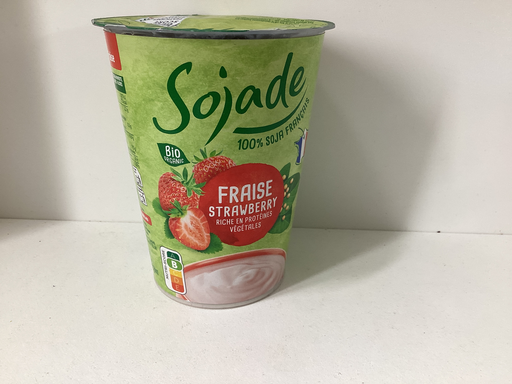 Sojade
100% SOJA FRANÇAIS
Bio
ORGANIC
FRAISE
STRAWBERRY
RICHE EN PROTÉINES
VÉGÉTALES
B